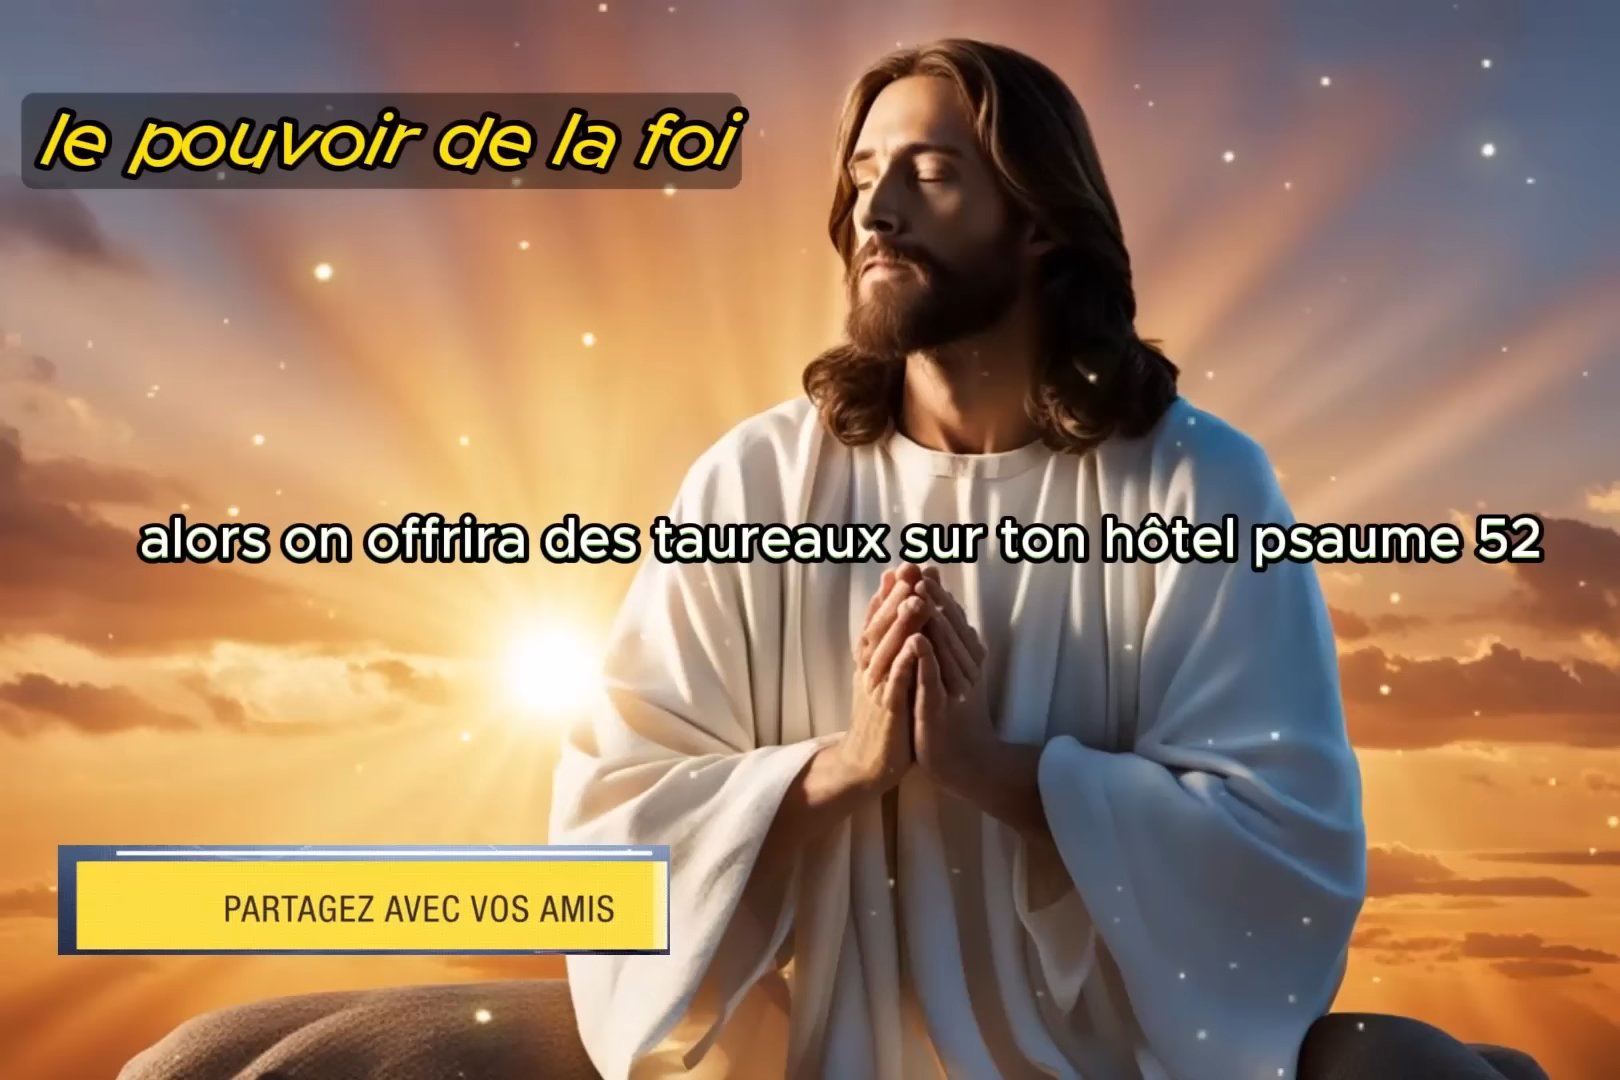 le pouvoir de la foi
alors on offrira des taureaux sur ton hôtel psaume 52
PARTAGEZ AVEC VOS AMIS